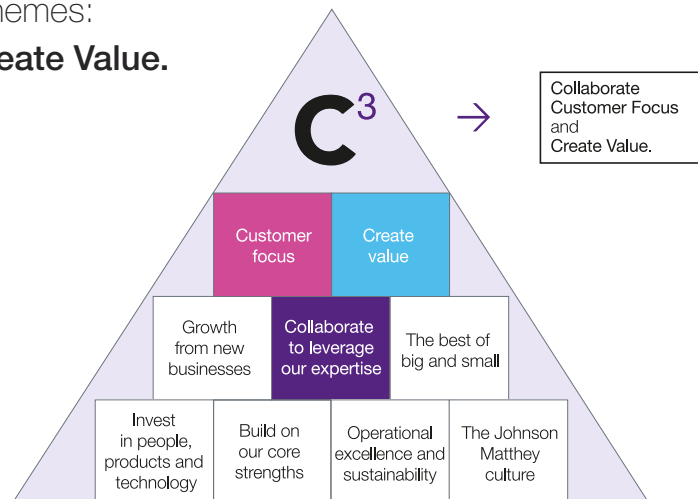 hemes:
eate Value.
C3
→
Collaborate
Customer Focus
and
Create Value.
Customer
focus
Create
value
Growth
from new
businesses
Collaborate
to leverage
our expertise
The best of
big and small
Invest
in people,
products and
technology
Build on
our core
strengths
Operational
excellence and
sustainability
The Johnson
Matthey
culture